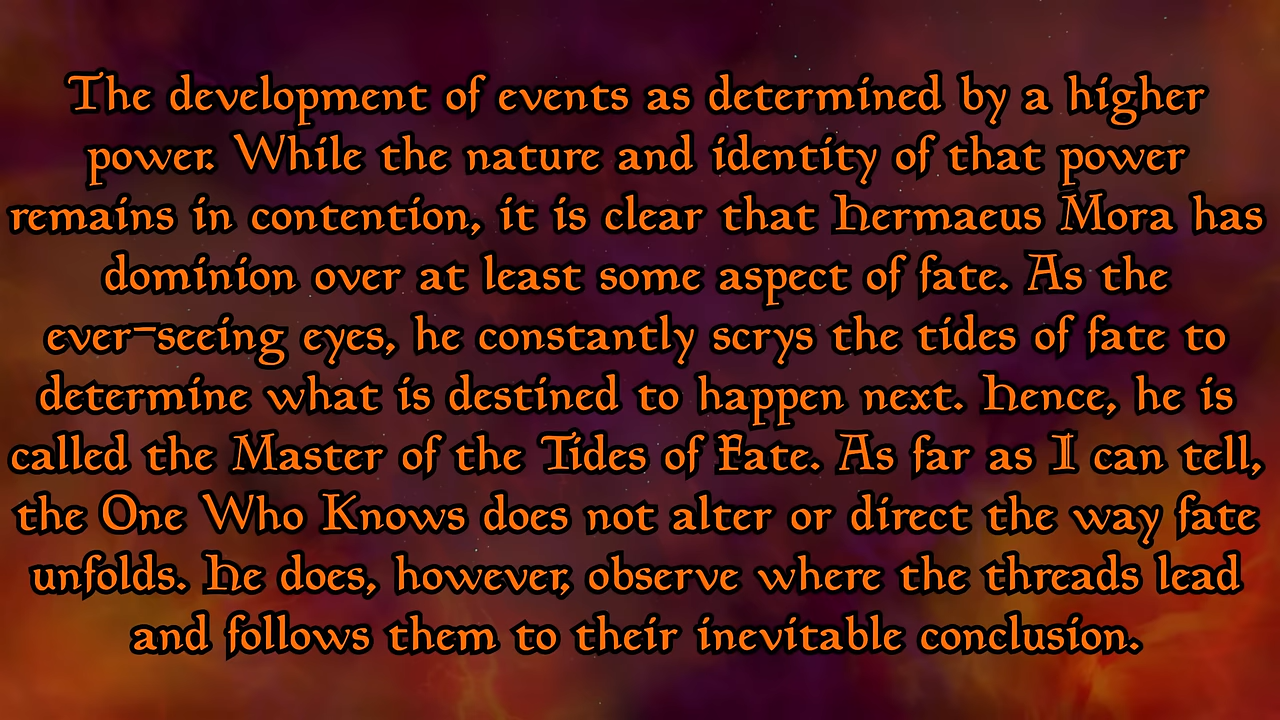 The development of events as determined by a higher
power. While the nature and identity of that power
remains in contention, it is clear that Hermaeus Mora has
dominion over at least some aspect of fate. As the
ever-seeing eyes, he constantly scrys the tides of fate to
determine what is destined to happen next. Hence, he is
called the Master of the Tides of Fate. As far as I can tell,
the One Who Knows does not alter or direct the way fate
unfolds. He does, however, observe where the threads lead
and follows them to their inevitable conclusion.